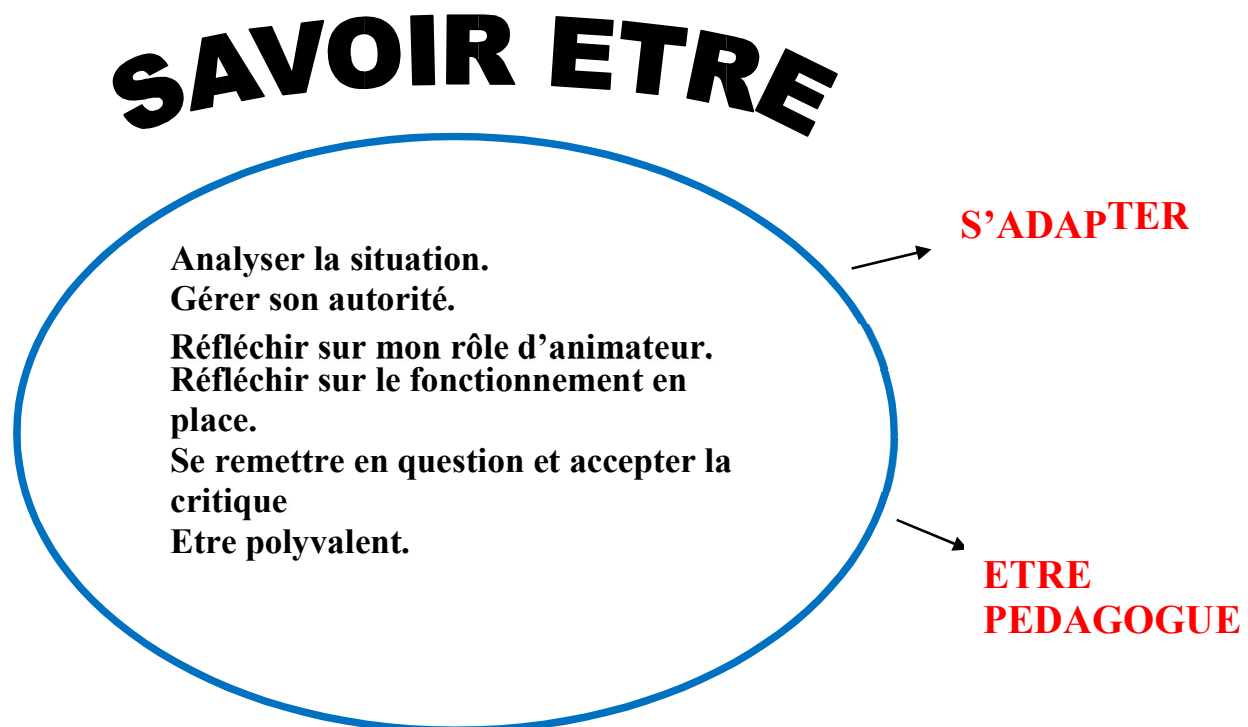 SAVOIR ETRE
S’ADAPTER
Analyser la situation.
Gérer son autorité.
Réfléchir sur mon rôle d’animateur.
Réfléchir sur le fonctionnement en
place.
Se remettre en question et accepter la
critique
Etre polyvalent.
ETRE
PEDAGOGUE